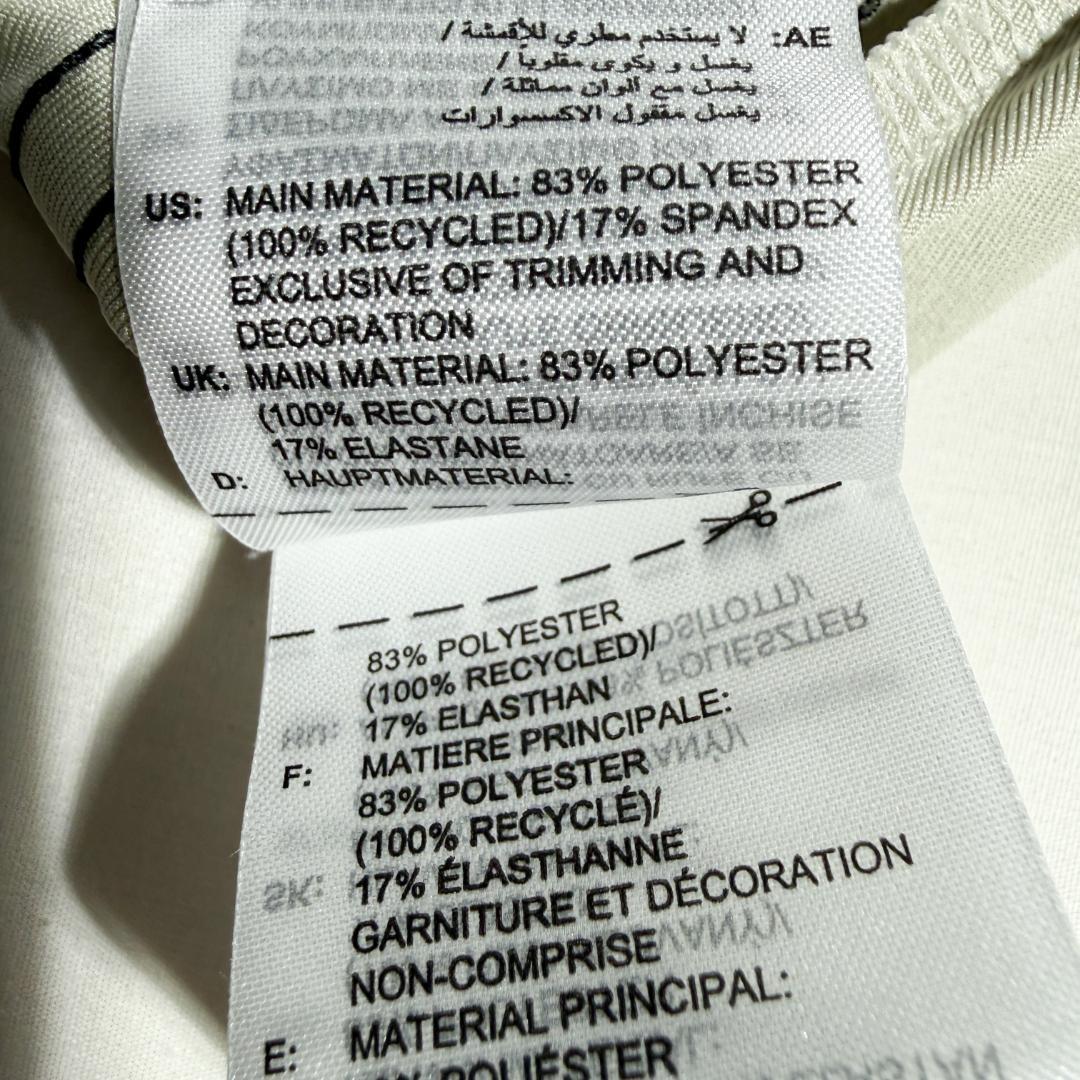 AE: لا يستخدم مطري للأقمشة /
يغسل و يكوى مقلوباً /
يغسل مع ألوان مماثلة /
يغسل مقفول الاكسسوارات
US: MAIN MATERIAL: 83% POLYESTER
(100% RECYCLED)/17% SPANDEX
EXCLUSIVE OF TRIMMING AND
DECORATION
UK: MAIN MATERIAL: 83% POLYESTER
(100% RECYCLED)/
17% ELASTANE
D: HAUPTMATERIAL:
83% POLYESTER
(100% RECYCLED)/
17% ELASTHAN
F: MATIERE PRINCIPALE:
83% POLYESTER
(100% RECYCLÉ)/
17% ÉLASTHANNE
GARNITURE ET DÉCORATION
NON-COMPRISE
E: MATERIAL PRINCIPAL:
POLIÉSTER